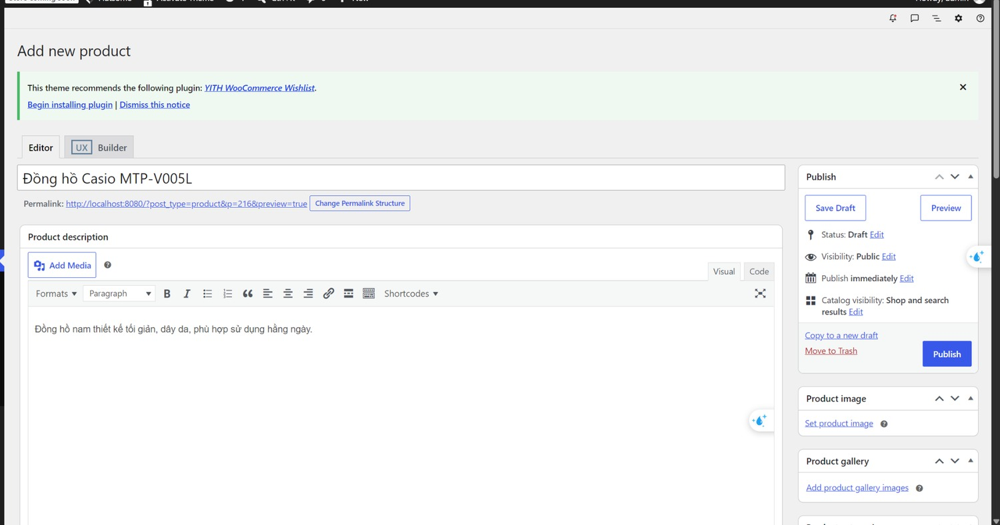 Add new product
This theme recommends the following plugin: YITH WooCommerce Wishlist.
Begin installing plugin | Dismiss this notice
Editor
UX Builder
Đồng hồ Casio MTP-V005L
Permalink: http://localhost:8080/?post_type=product&p=216&preview=true Change Permalink Structure
Product description
Add Media
Visual
Code
Formats
Paragraph
Shortcodes
Đồng hồ nam thiết kế tối giản, dây da, phù hợp sử dụng hằng ngày.
Publish
Save Draft
Preview
Status: Draft Edit
Visibility: Public Edit
Publish immediately Edit
Catalog visibility: Shop and search
results Edit
Copy to a new draft
Move to Trash
Publish
Product image
Set product image
Product gallery
Add product gallery images